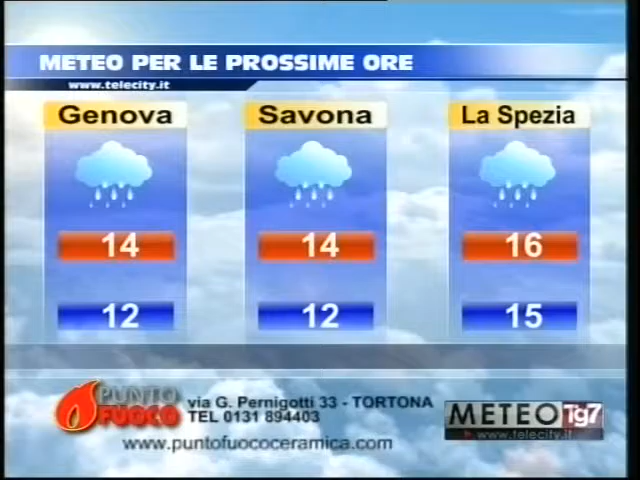 METEO PER LE PROSSIME ORE
www.telecity.it
Genova Savona La Spezia
14 14 16
12 12 15
PUNTO FUOCO
via G. Pernigotti 33 - TORTONA
TEL 0131 894403
www.puntofuococeramica.com
METEO Tg7
www.telecity.it